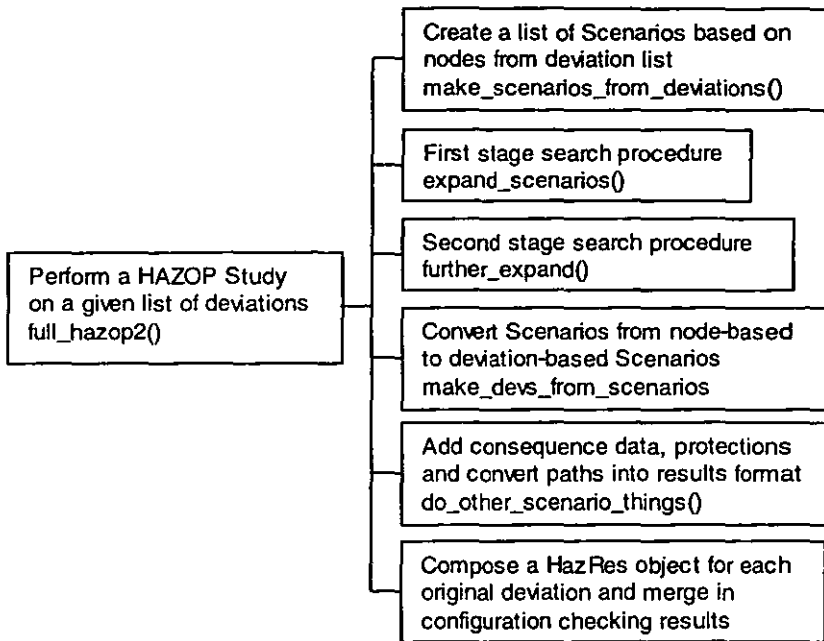 Create a list of Scenarios based on
nodes from deviation list
make_scenarios_from_deviations()
First stage search procedure
expand_scenarios()
Second stage search procedure
further_expand()
Perform a HAZOP Study
on a given list of deviations
full_hazop2()
Convert Scenarios from node-based
to deviation-based Scenarios
make_devs_from_scenarios
Add consequence data, protections
and convert paths into results format
do_other_scenario_things()
Compose a HazRes object for each
original deviation and merge in
configuration checking results